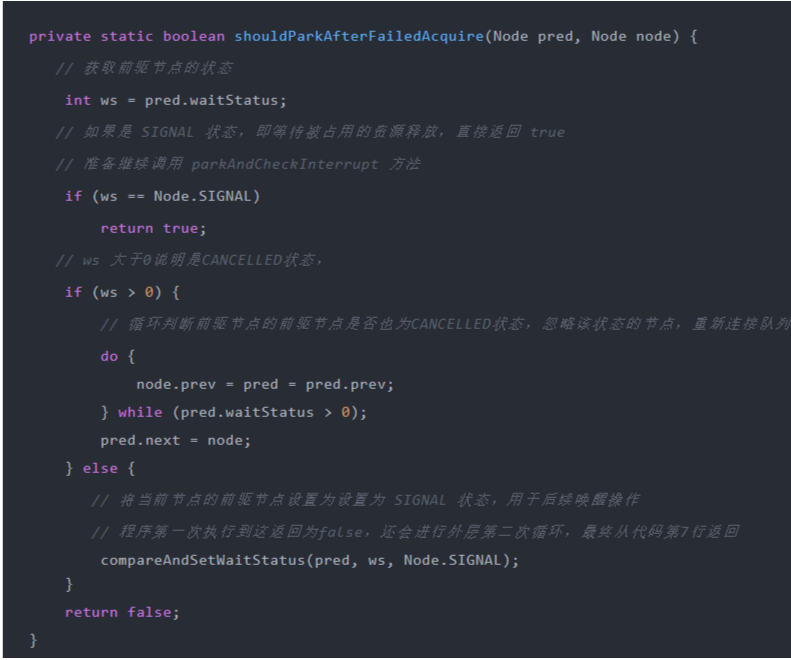 private static boolean shouldParkAfterFailedAcquire(Node pred, Node node) {
// 获取前驱节点的状态
int ws = pred.waitStatus;
// 如果是 SIGNAL 状态，即等待被占用的资源释放，直接返回 true
// 准备继续调用 parkAndCheckInterrupt 方法
if (ws == Node.SIGNAL)
return true;
// ws 大于0说明是CANCELLED状态，
if (ws > 0) {
// 循环判断前驱节点的前驱节点是否也为CANCELLED状态，忽略该状态的节点，重新连接队列
do {
node.prev = pred = pred.prev;
} while (pred.waitStatus > 0);
pred.next = node;
} else {
// 将当前节点的前驱节点设置为设置为 SIGNAL 状态，用于后续唤醒操作
// 程序第一次执行到这返回为false，还会进行外层第二次循环，最终从代码第7行返回
compareAndSetWaitStatus(pred, ws, Node.SIGNAL);
}
return false;
}